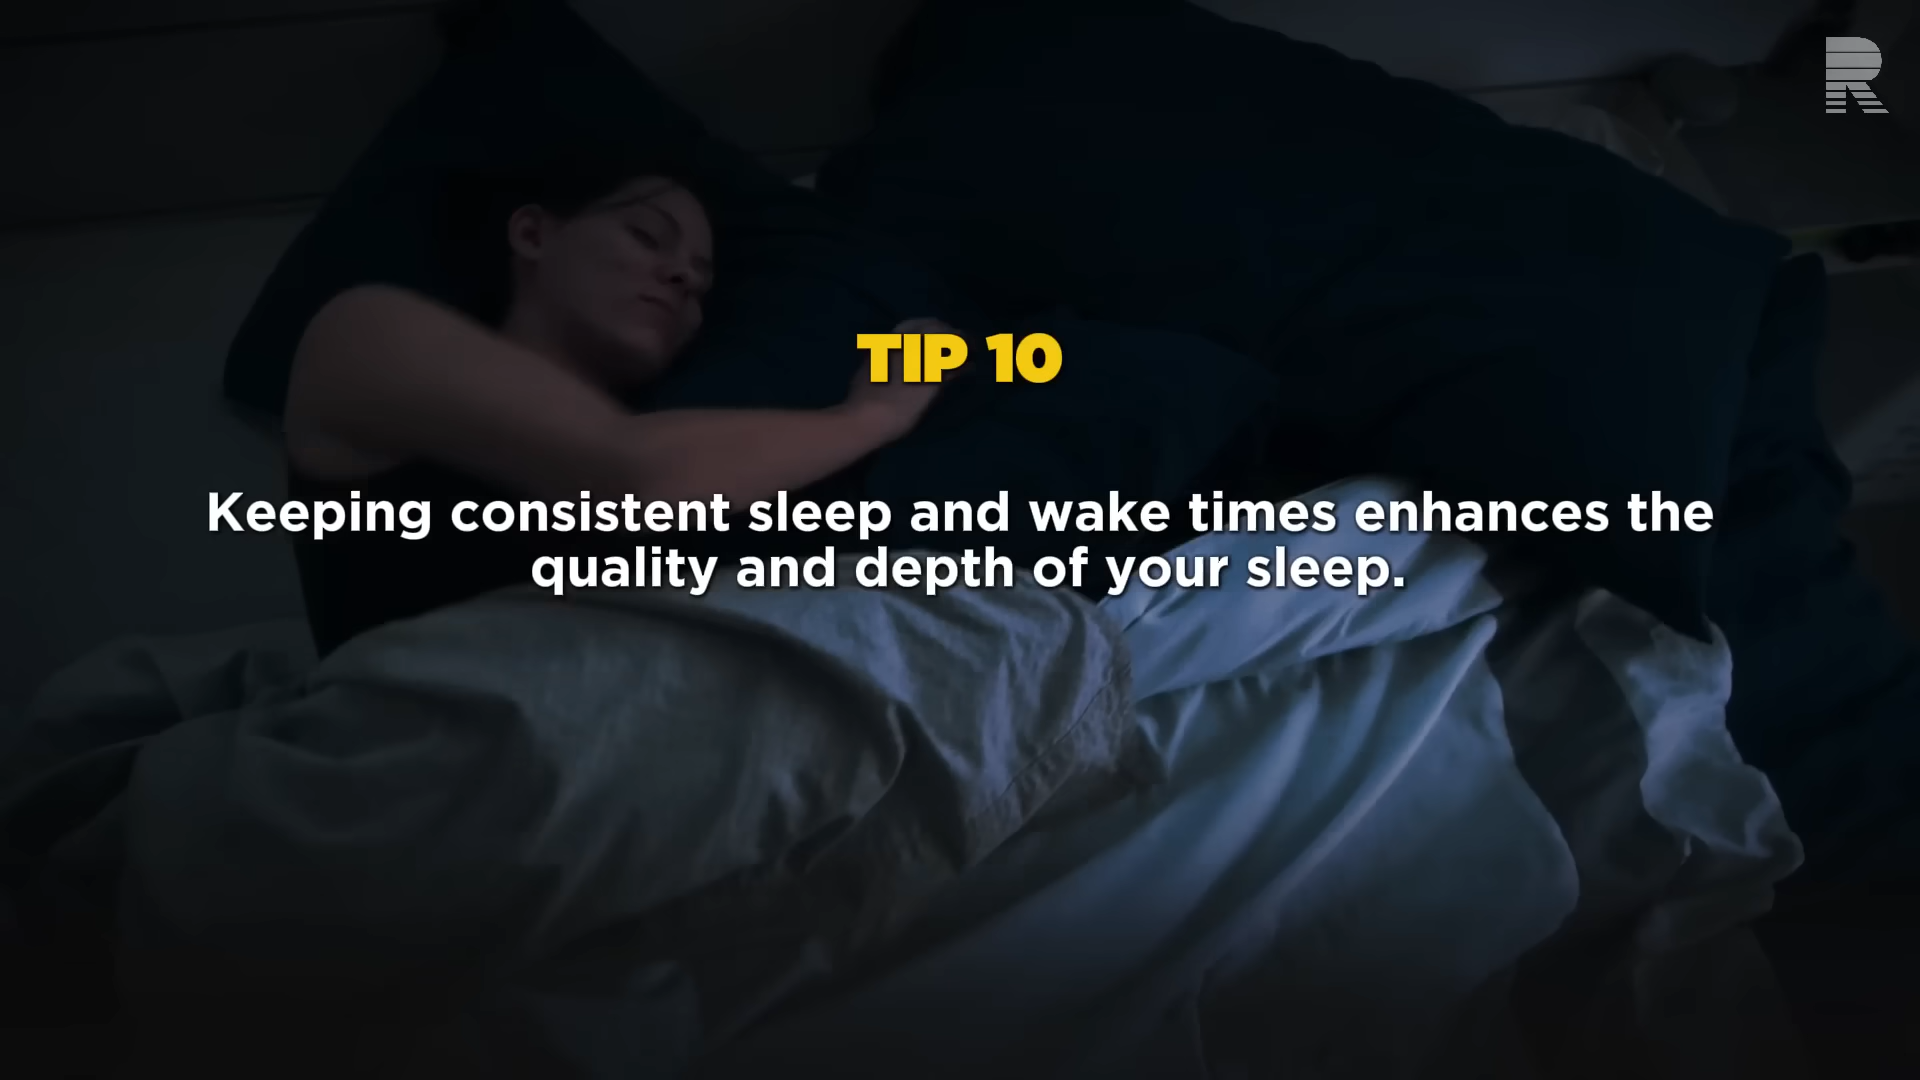 R
TIP 10
Keeping consistent sleep and wake times enhances the
quality and depth of your sleep.